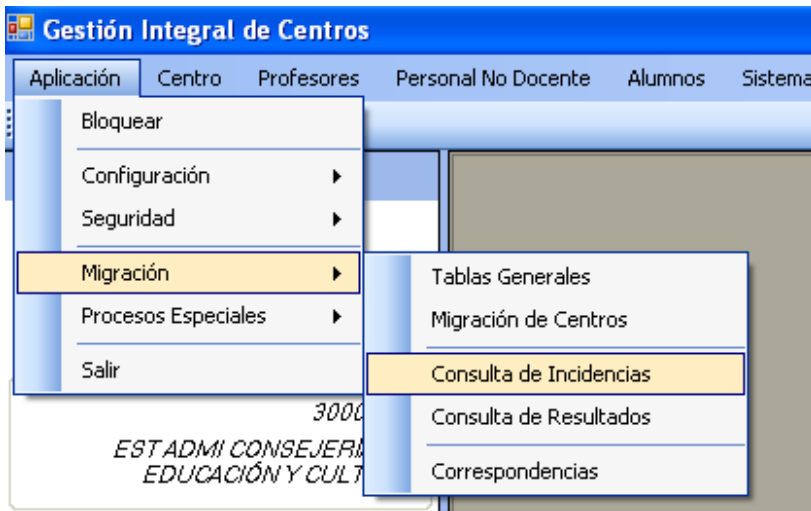 Gestión Integral de Centros
Aplicación Centro Profesores Personal No Docente Alumnos Sistema
Bloquear
Configuración
Seguridad
Migración
Procesos Especiales
Salir
Tablas Generales
Migración de Centros
Consulta de Incidencias
Consulta de Resultados
Correspondencias
3000
EST ADMI CONSEJERI
EDUCACIÓN Y CULT